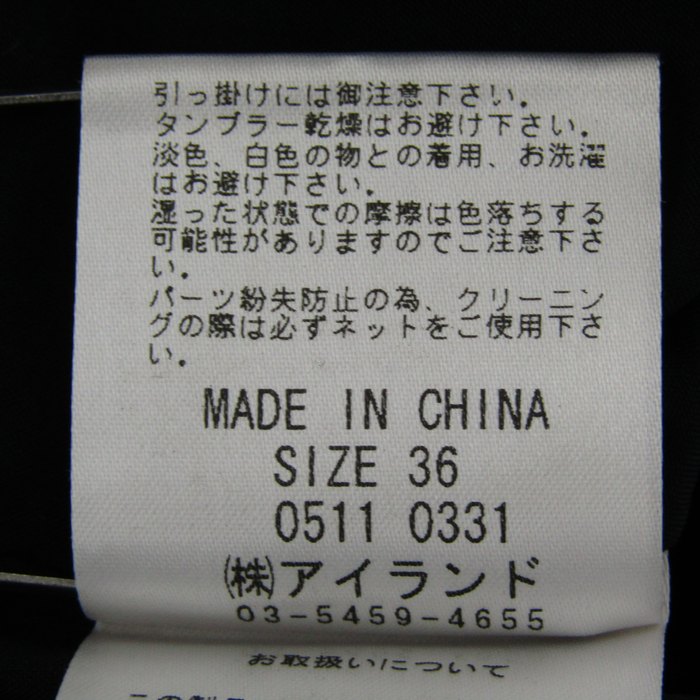 引っ掛けには御注意下さい。
タンブラー乾燥はお避け下さい。
淡色、白色の物との着用、お洗濯
はお避け下さい。
湿った状態での摩擦は色落ちする
可能性がありますのでご注意下さ
い。
パーツ紛失防止の為、クリーニン
グの際は必ずネットをご使用下さ
い。
MADE IN CHINA
SIZE 36
0511 0331
㈱アイランド
03-5459-4655
お取扱いについて